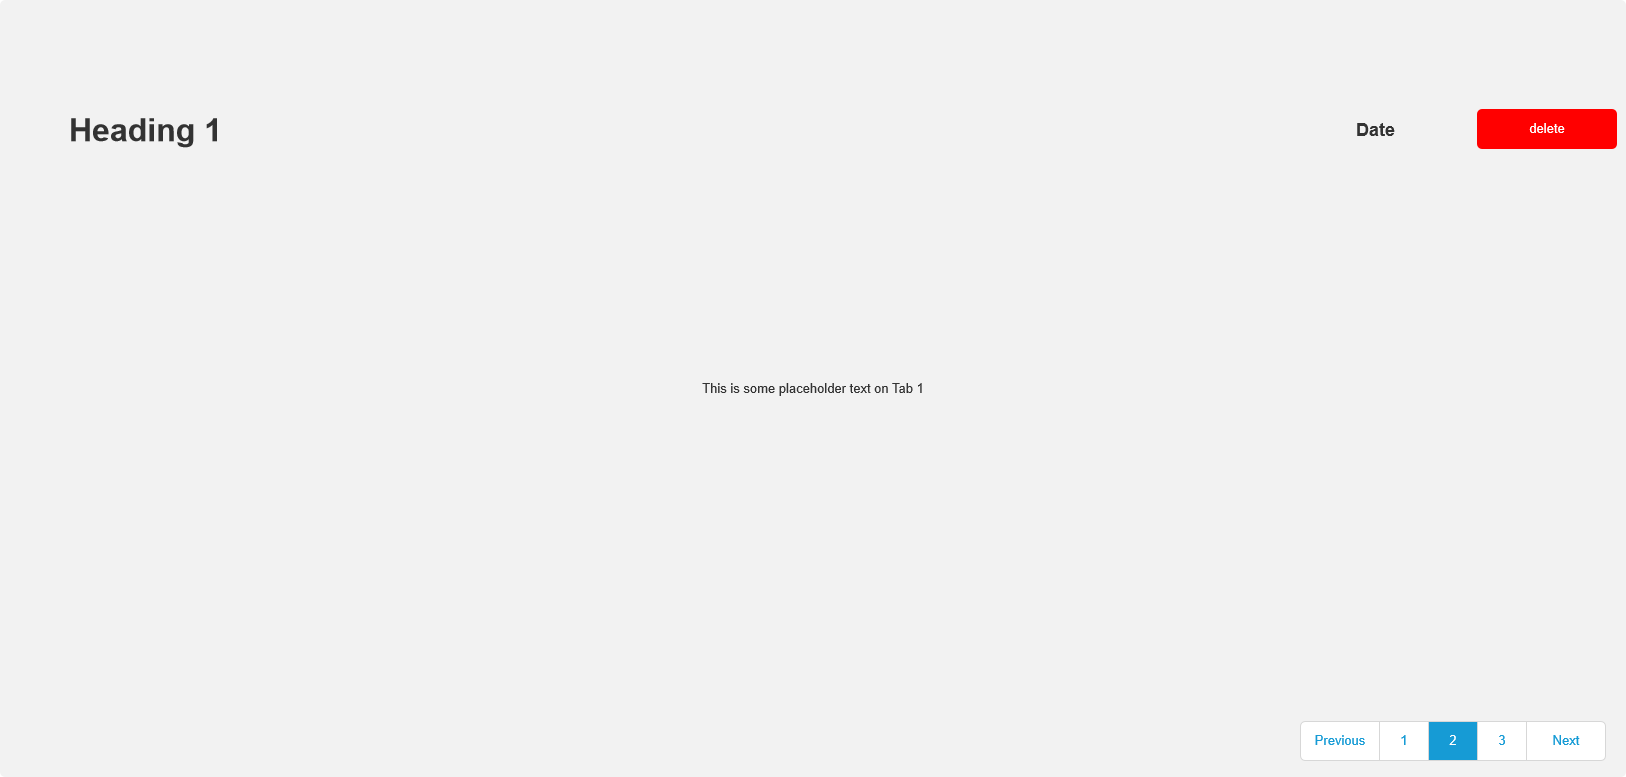 Heading 1
Date
delete
This is some placeholder text on Tab 1
Previous 1 2 3 Next